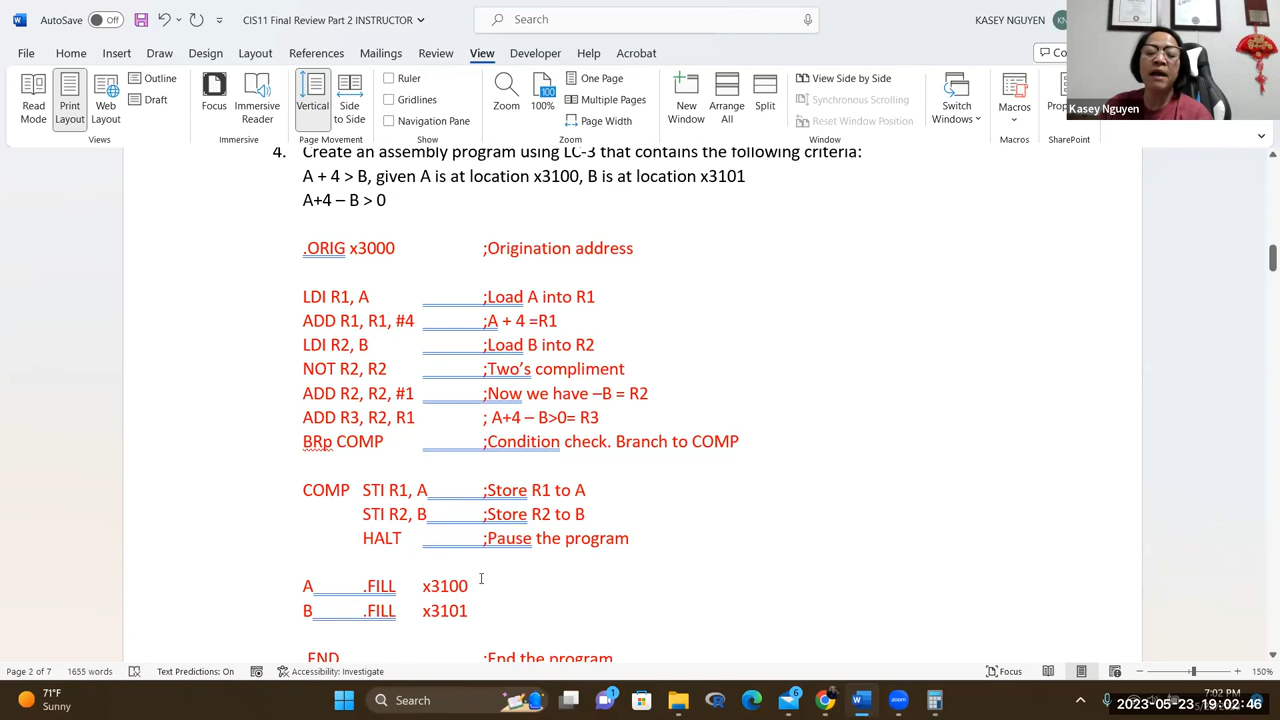 AutoSave Off CIS11 Final Review Part 2 INSTRUCTOR Search KASEY NGUYEN KN
File Home Insert Draw Design Layout References Mailings Review View Developer Help Acrobat Co
Read Mode Print Layout Web Layout Outline Draft Views
Focus Immersive Reader Immersive
Vertical Side to Side Page Movement
Ruler Gridlines Navigation Pane Show
Zoom 100% One Page Multiple Pages Page Width Zoom
New Window Arrange All Split View Side by Side Synchronous Scrolling Reset Window Position Window
Switch Windows Macros Macros SharePoint
Kasey Nguyen
4. Create an assembly program using LC-3 that contains the following criteria:
A + 4 > B, given A is at location x3100, B is at location x3101
A+4 – B > 0
.ORIG x3000 ;Origination address
LDI R1, A ;Load A into R1
ADD R1, R1, #4 ;A + 4 =R1
LDI R2, B ;Load B into R2
NOT R2, R2 ;Two’s compliment
ADD R2, R2, #1 ;Now we have –B = R2
ADD R3, R2, R1 ; A+4 – B>0= R3
BRp COMP ;Condition check. Branch to COMP
COMP STI R1, A ;Store R1 to A
STI R2, B ;Store R2 to B
HALT ;Pause the program
A .FILL x3100
B .FILL x3101
.END ;End the program
Page 2 of 7 1655 words Text Predictions: On Accessibility: Investigate Focus 150%
71°F
Sunny
Search
1 6 zoom
7:02 PM
2023-05-23 19:02:46